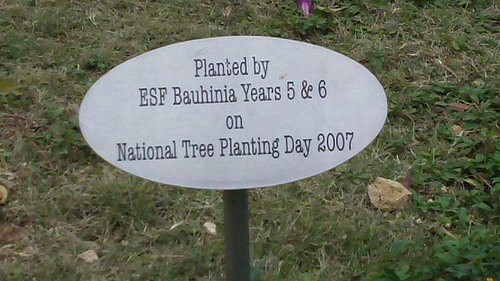 Planted by
ESF Bauhinia Years 5 & 6
on
National Tree Planting Day 2007